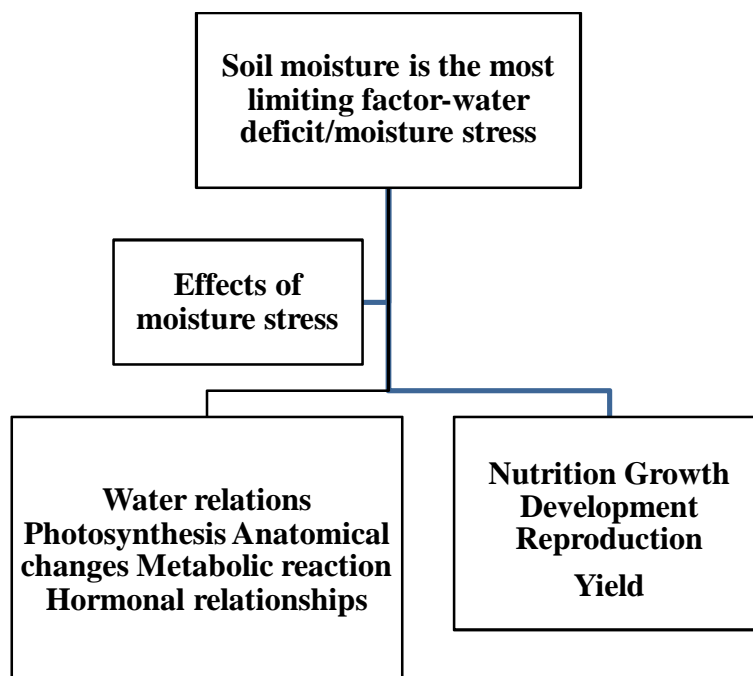 Soil moisture is the most
limiting factor-water
deficit/moisture stress
Effects of
moisture stress
Water relations
Photosynthesis Anatomical
changes Metabolic reaction
Hormonal relationships
Nutrition Growth
Development
Reproduction
Yield